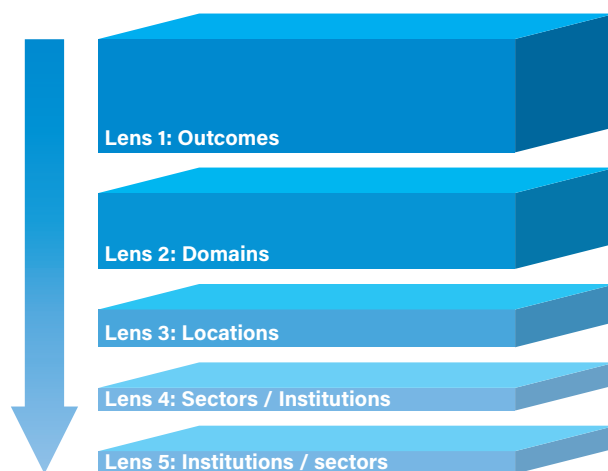 Lens 1: Outcomes
Lens 2: Domains
Lens 3: Locations
Lens 4: Sectors / Institutions
Lens 5: Institutions / sectors